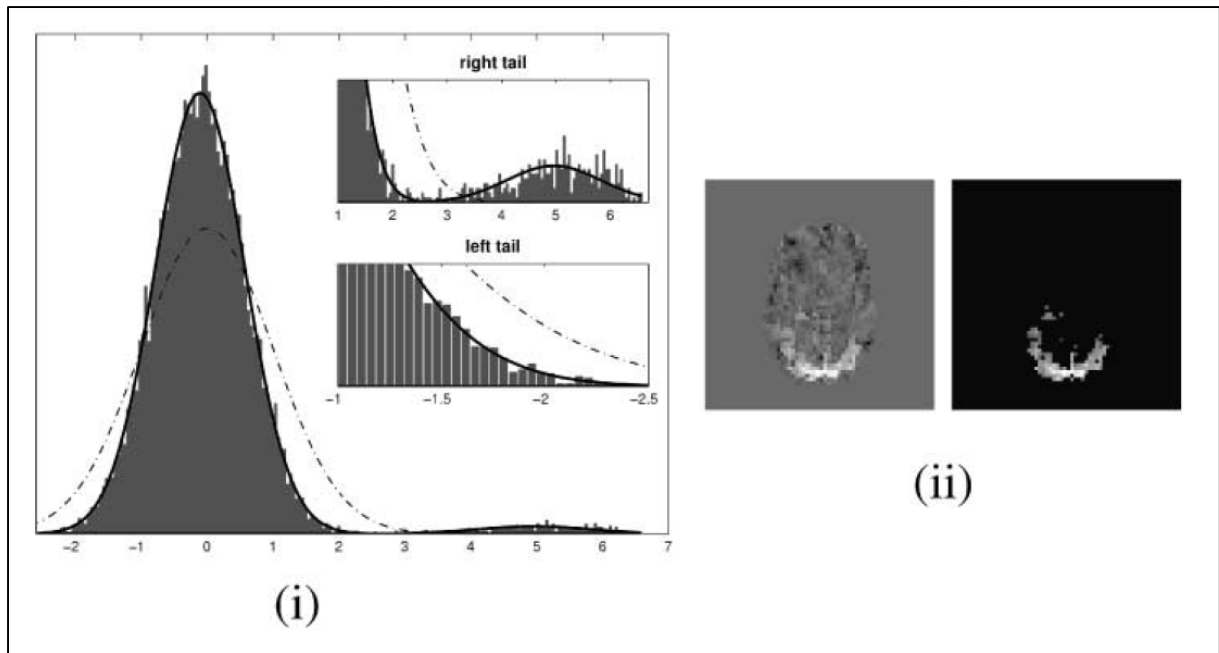 right tail
1 2 3 4 5 6
left tail
-1 -1.5 -2 -2.5
−2 −1 0 1 2 3 4 5 6 7
(i)
(ii)